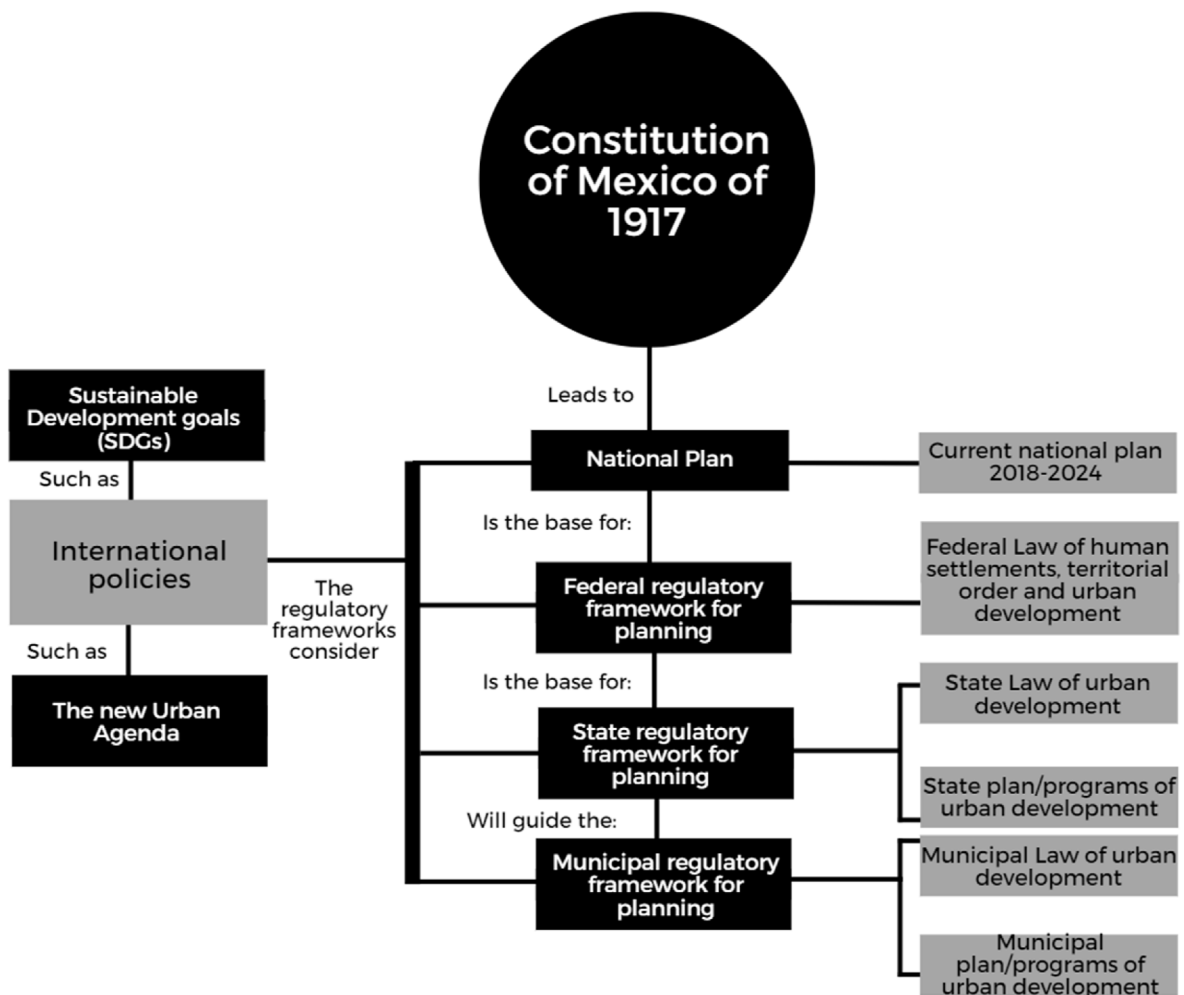 Constitution
of Mexico of
1917
Leads to
Sustainable
Development goals
(SDGs)
Such as
International
policies
Such as
The new Urban
Agenda
The
regulatory
frameworks
consider
National Plan
Current national plan
2018-2024
Is the base for:
Federal regulatory
framework for
planning
Federal Law of human
settlements, territorial
order and urban
development
Is the base for:
State regulatory
framework for
planning
State Law of urban
development
State plan/programs of
urban development
Will guide the:
Municipal regulatory
framework for
planning
Municipal Law of urban
development
Municipal
plan/programs of
urban development